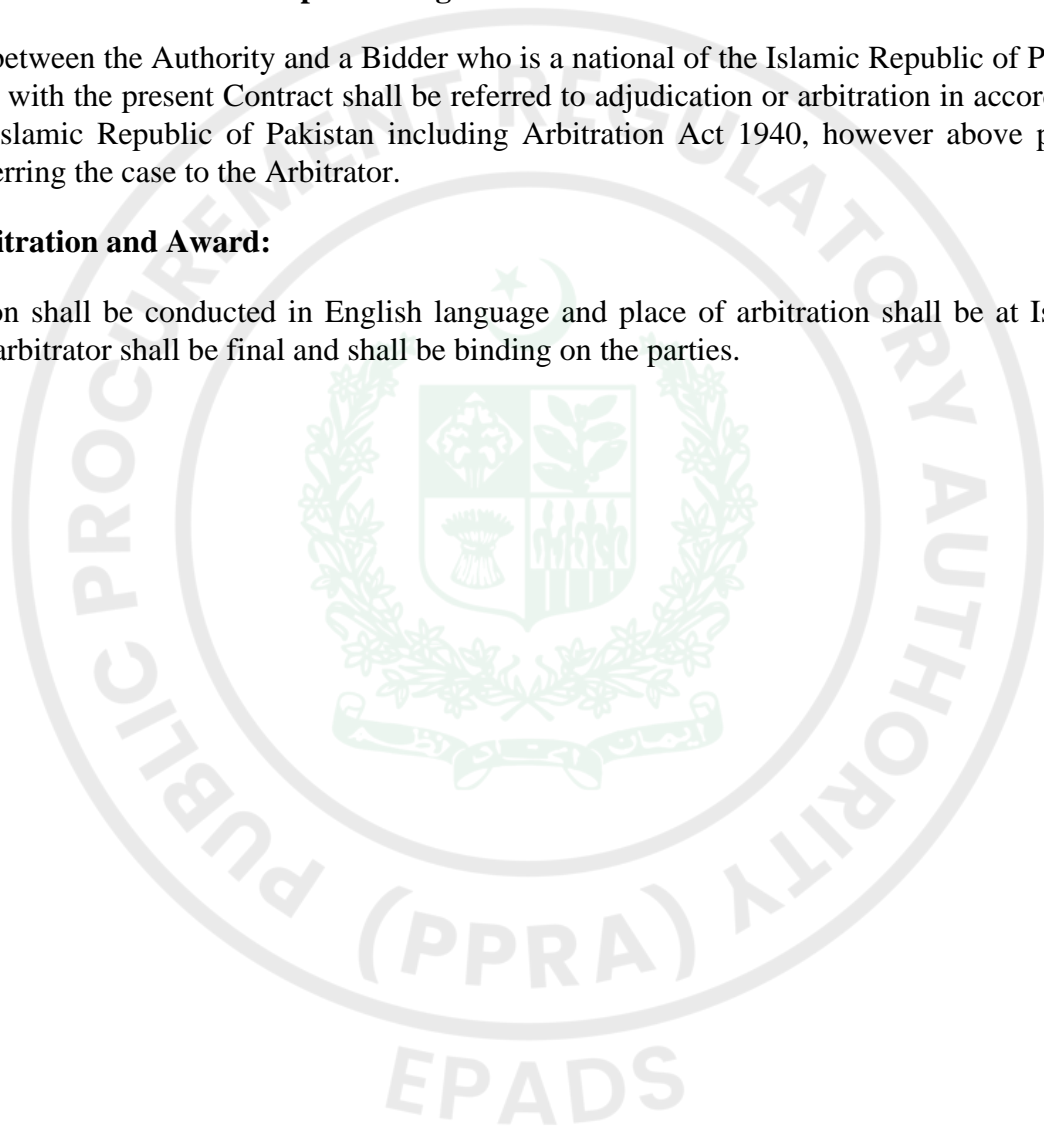 between the Authority and a Bidder who is a national of the Islamic Republic of P
with the present Contract shall be referred to adjudication or arbitration in accor
slamic Republic of Pakistan including Arbitration Act 1940, however above p
erring the case to the Arbitrator.
itration and Award:
on shall be conducted in English language and place of arbitration shall be at Is
arbitrator shall be final and shall be binding on the parties.
PUBLIC PROCUREMENT REGULATORY AUTHORITY
(PPRA)
EPADS